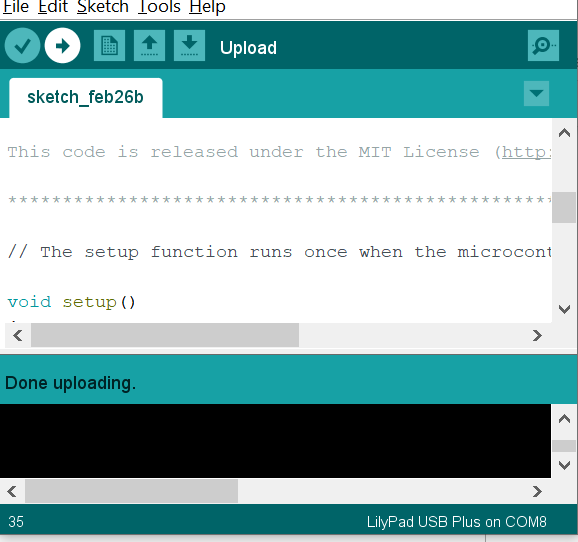 File Edit Sketch Tools Help
Upload
sketch_feb26b
This code is released under the MIT License (http:
**************************************************
// The setup function runs once when the microcont
void setup()
Done uploading.
35 LilyPad USB Plus on COM8